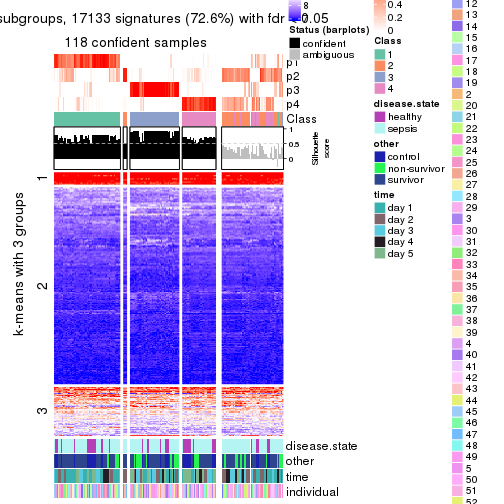 subgroups, 17133 signatures (72.6%) with fdr < 0.05
118 confident samples
p1
p2
p3
p4
Class
1
0.5
0
Silhouette
score
k-means with 3 groups
1
2
3
disease.state
other
time
individual
8
0
Status (barplots)
confident
ambiguous
0.4
0.2
0
Class
1
2
3
4
disease.state
healthy
sepsis
other
control
non-survivor
survivor
time
day 1
day 2
day 3
day 4
day 5
12
13
14
15
16
17
18
19
2
20
21
22
23
24
25
26
27
28
29
3
30
31
32
33
34
35
36
37
38
39
4
40
41
42
43
44
45
46
47
48
49
5
50
51
52